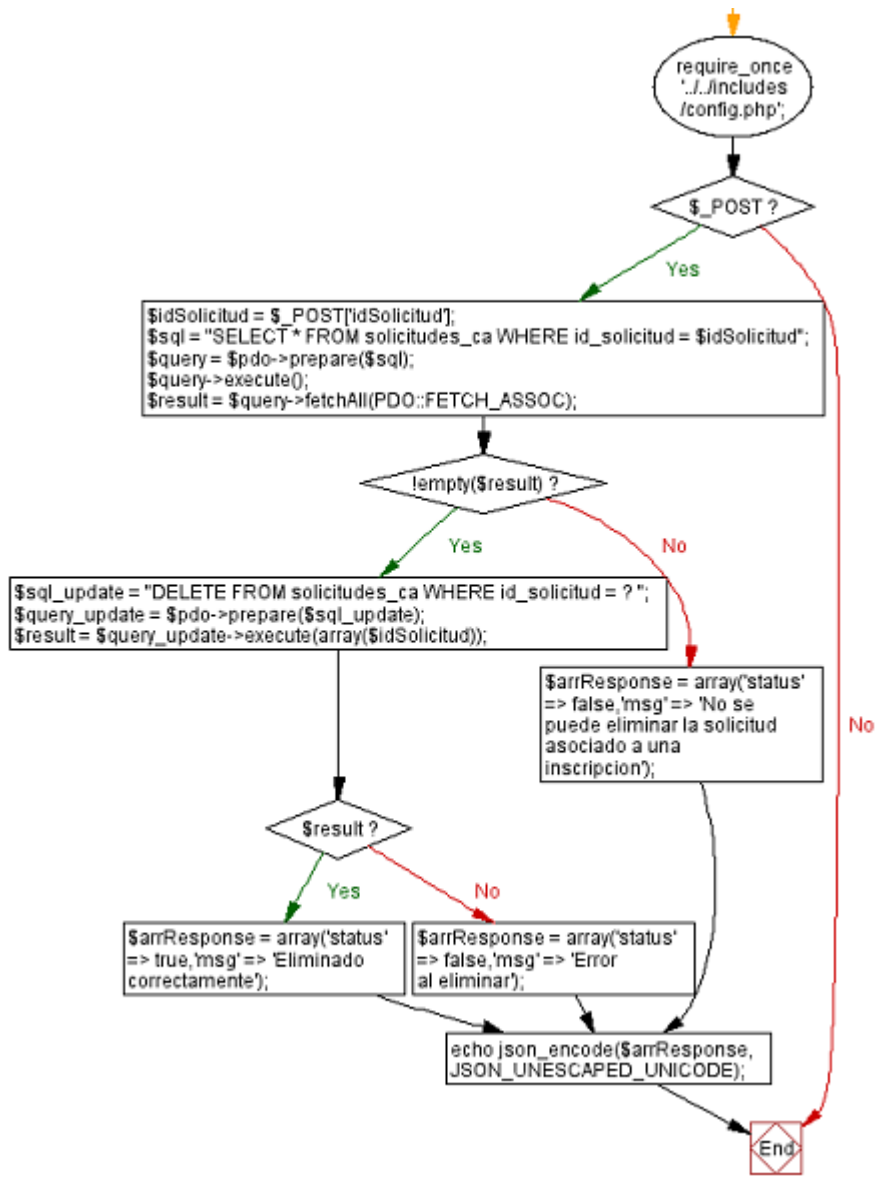 require_once
'../../includes
/config.php';
$_POST ?
Yes
$idSolicitud = $_POST['idSolicitud'];
$sql = "SELECT * FROM solicitudes_ca WHERE id_solicitud = $idSolicitud";
$query = $pdo->prepare($sql);
$query->execute();
$result = $query->fetchAll(PDO::FETCH_ASSOC);
!empty($result) ?
Yes
No
$sql_update = "DELETE FROM solicitudes_ca WHERE id_solicitud = ? ";
$query_update = $pdo->prepare($sql_update);
$result = $query_update->execute(array($idSolicitud));
$arrResponse = array('status'
=> false,'msg' => 'No se
puede eliminar la solicitud
asociado a una
inscripcion');
No
$result ?
Yes
No
$arrResponse = array('status'
=> true,'msg' => 'Eliminado
correctamente');
$arrResponse = array('status'
=> false,'msg' => 'Error
al eliminar');
echo json_encode($arrResponse,
JSON_UNESCAPED_UNICODE);
End